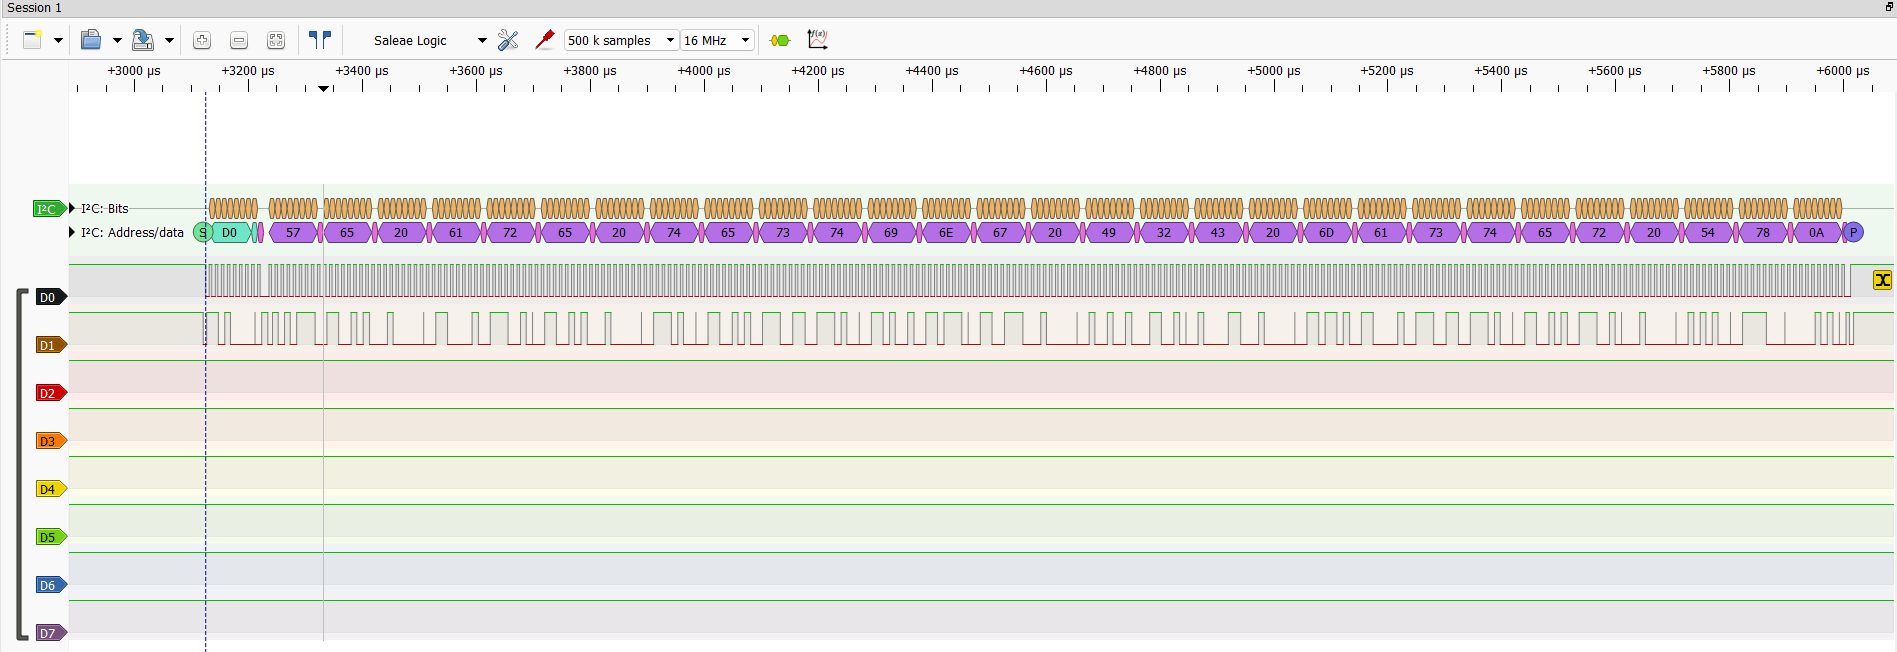 Session 1
Saleae Logic 500 k samples 16 MHz f(x)
+3000 µs +3200 µs +3400 µs +3600 µs +3800 µs +4000 µs +4200 µs +4400 µs +4600 µs +4800 µs +5000 µs +5200 µs +5400 µs +5600 µs +5800 µs +6000 µs
I²C I²C: Bits
I²C: Address/data S D0 57 65 20 61 72 65 20 74 65 73 74 69 6E 67 20 49 32 43 20 6D 61 73 74 65 72 20 54 78 0A P
D0
D1
D2
D3
D4
D5
D6
D7